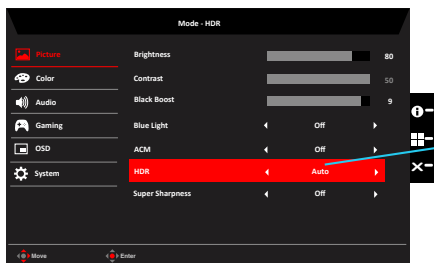 Mode - HDR
Picture
Brightness 80
Color
Contrast 50
Audio
Black Boost 9
Gaming
Blue Light Off
OSD
ACM Off
System
HDR Auto
Super Sharpness Off
Move Enter